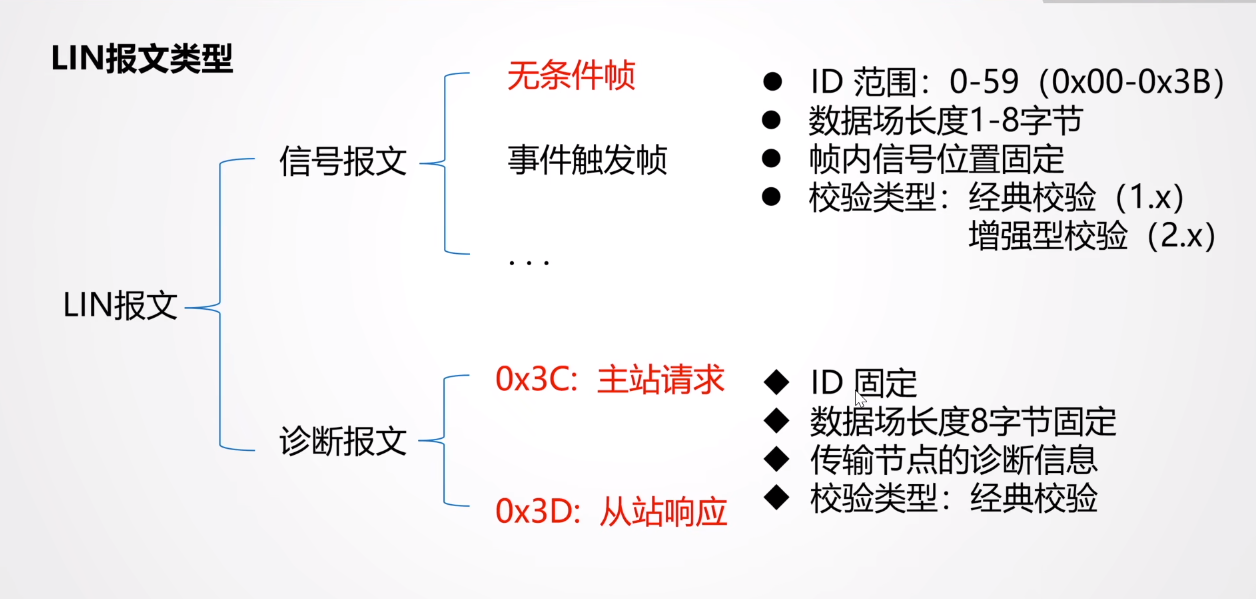 LIN报文类型
LIN报文
信号报文
无条件帧
事件触发帧
. . .
● ID 范围：0-59（0x00-0x3B）
● 数据场长度1-8字节
● 帧内信号位置固定
● 校验类型：经典校验（1.x）
增强型校验（2.x）
诊断报文
0x3C：主站请求
0x3D：从站响应
◆ ID 固定
◆ 数据场长度8字节固定
◆ 传输节点的诊断信息
◆ 校验类型：经典校验